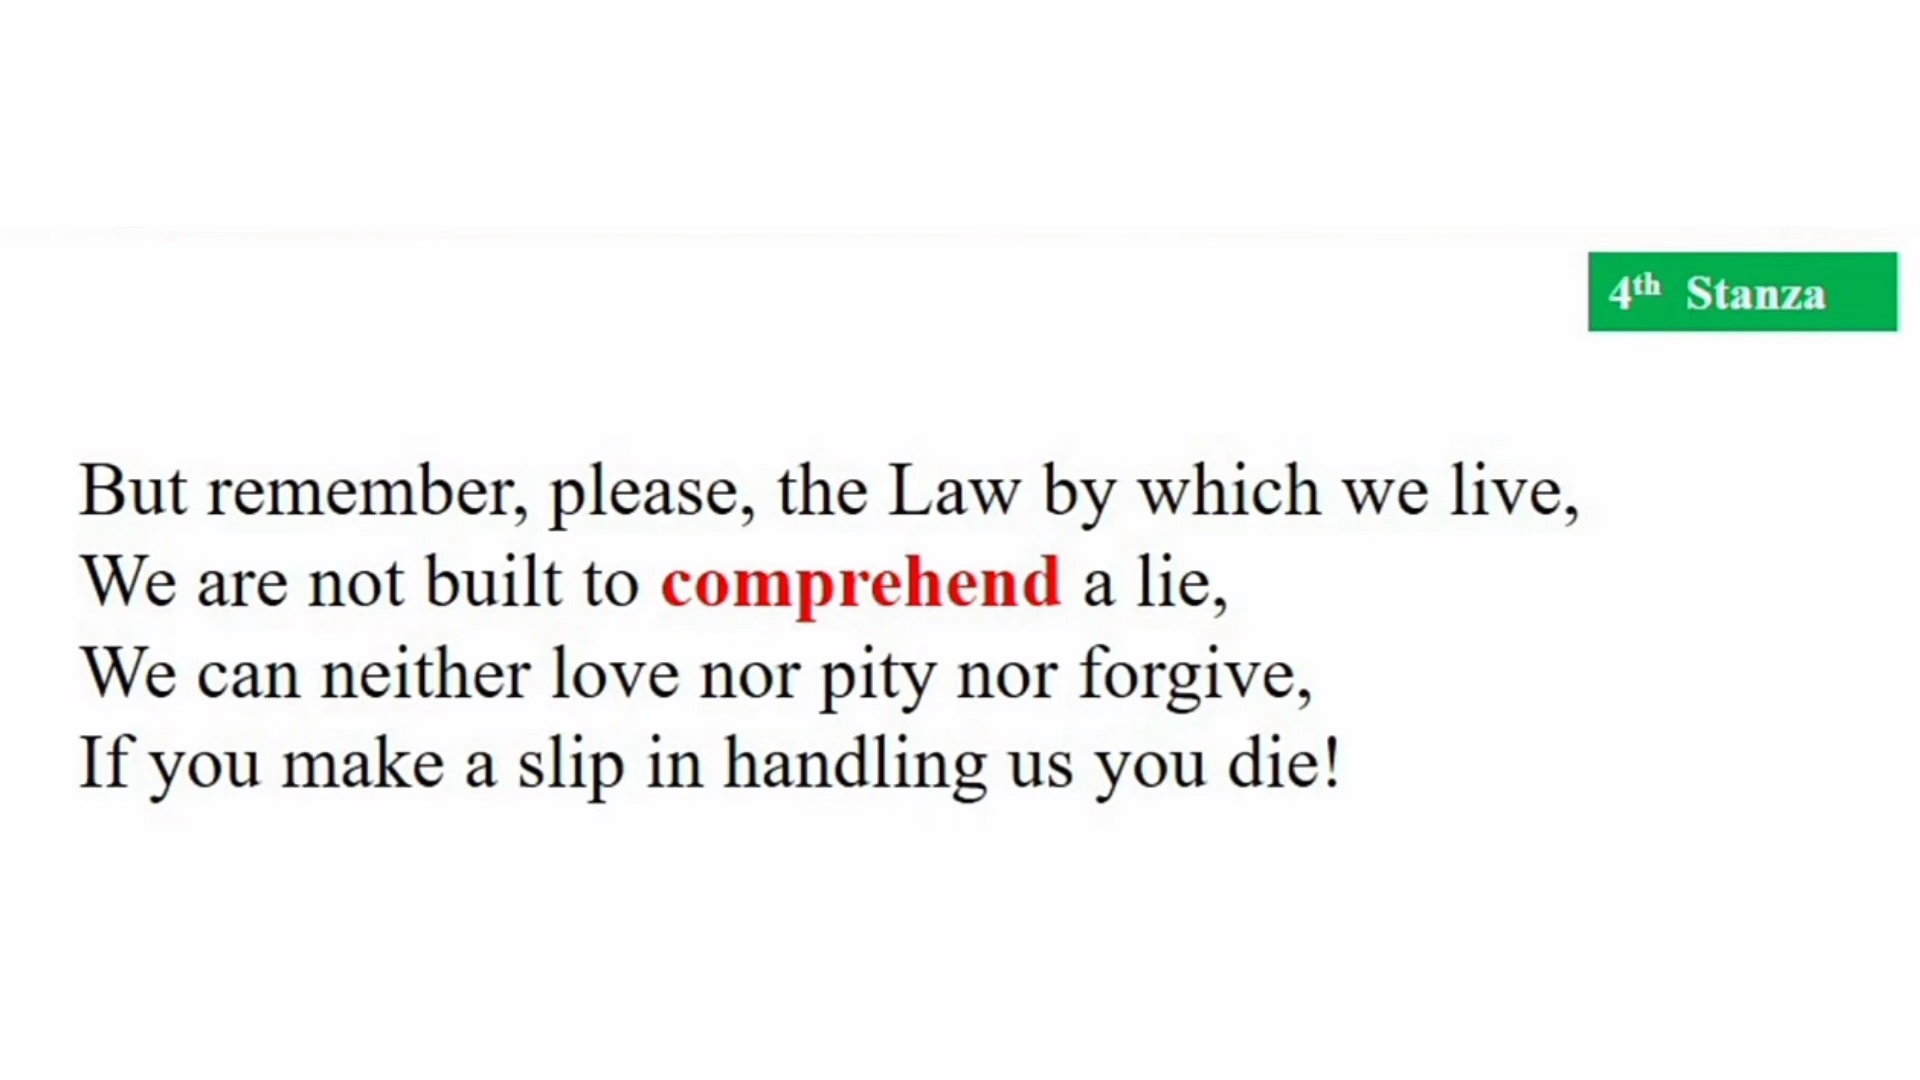 4th Stanza
But remember, please, the Law by which we live,
We are not built to comprehend a lie,
We can neither love nor pity nor forgive,
If you make a slip in handling us you die!